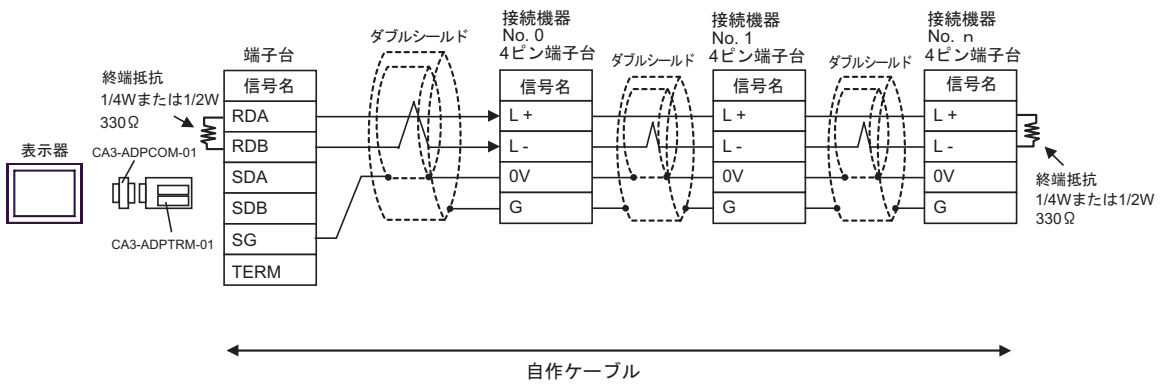 表示器
CA3-ADPCOM-01
CA3-ADPTRM-01
終端抵抗
1/4Wまたは1/2W
330Ω
端子台
信号名
RDA
RDB
SDA
SDB
SG
TERM
ダブルシールド
接続機器
No. 0
4ピン端子台
信号名
L +
L -
0V
G
ダブルシールド
接続機器
No. 1
4ピン端子台
信号名
L +
L -
0V
G
ダブルシールド
接続機器
No. n
4ピン端子台
信号名
L +
L -
0V
G
終端抵抗
1/4Wまたは1/2W
330Ω
自作ケーブル